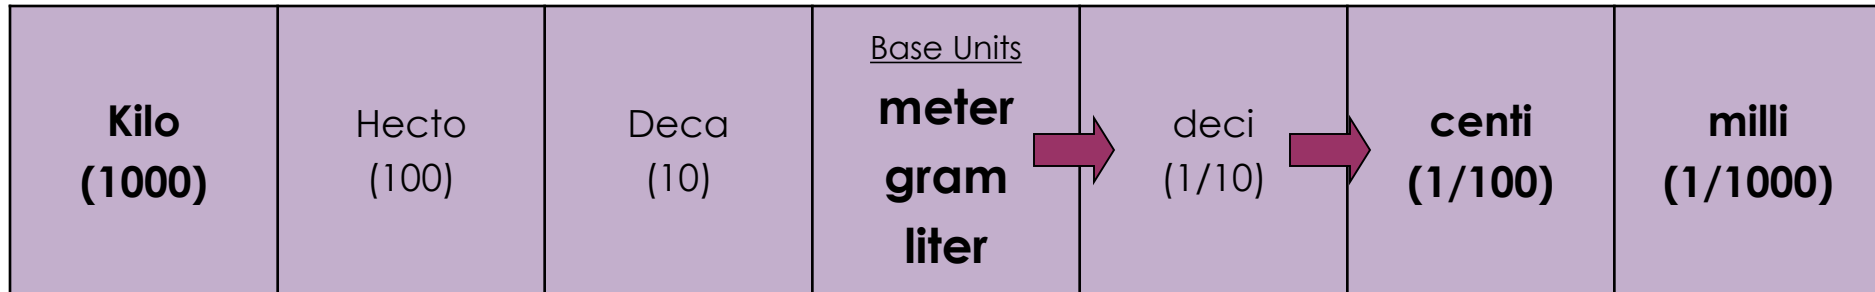 Kilo
(1000)
Hecto
(100)
Deca
(10)
Base Units
meter
gram
liter
deci
(1/10)
centi
(1/100)
milli
(1/1000)